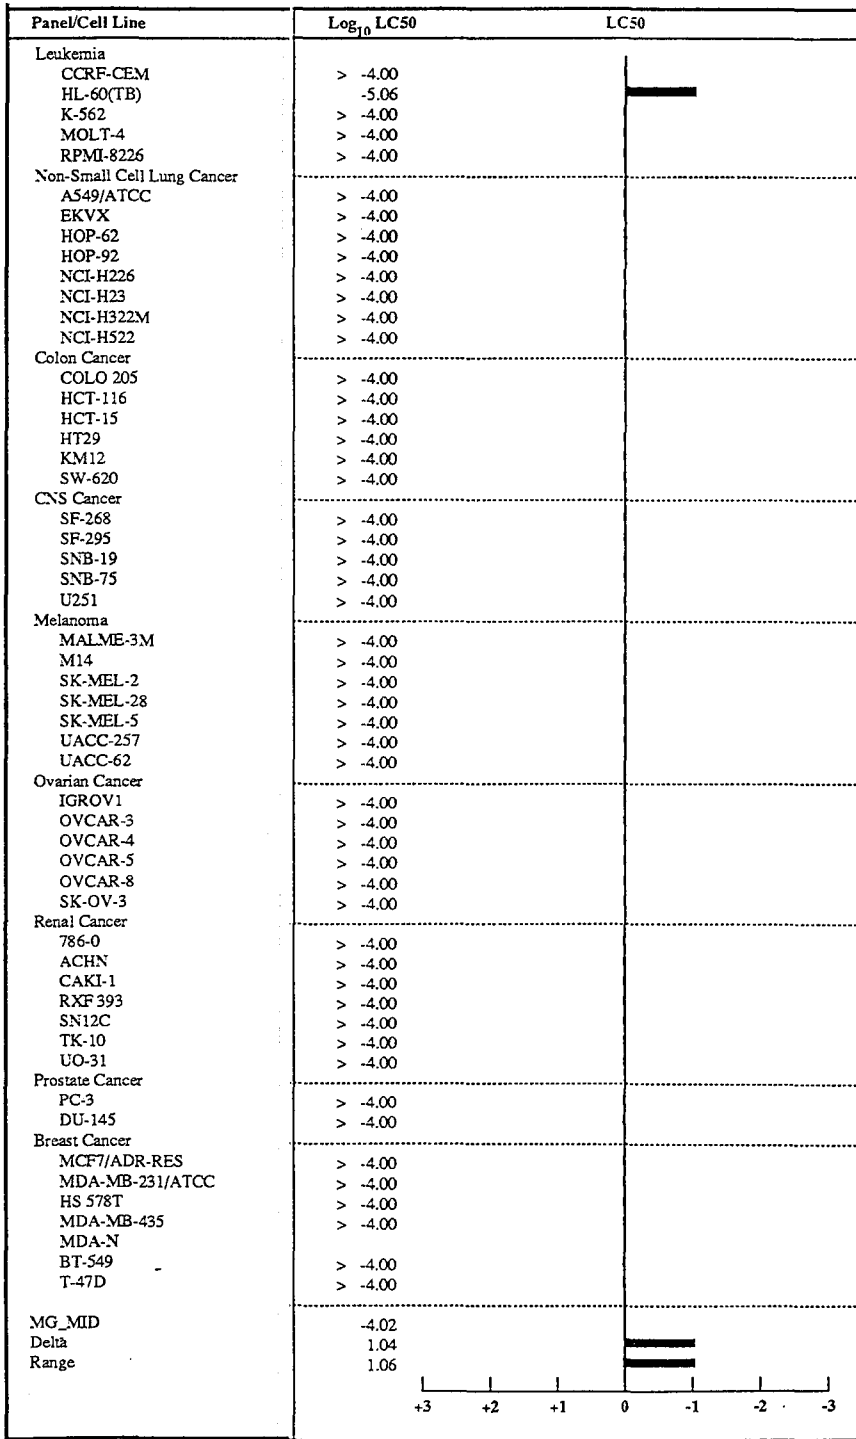 Panel/Cell Line Log10 LC50 LC50
Leukemia
CCRF-CEM > -4.00
HL-60(TB) -5.06
K-562 > -4.00
MOLT-4 > -4.00
RPMI-8226 > -4.00
Non-Small Cell Lung Cancer
A549/ATCC > -4.00
EKVX > -4.00
HOP-62 > -4.00
HOP-92 > -4.00
NCI-H226 > -4.00
NCI-H23 > -4.00
NCI-H322M > -4.00
NCI-H522 > -4.00
Colon Cancer
COLO 205 > -4.00
HCT-116 > -4.00
HCT-15 > -4.00
HT29 > -4.00
KM12 > -4.00
SW-620 > -4.00
CNS Cancer
SF-268 > -4.00
SF-295 > -4.00
SNB-19 > -4.00
SNB-75 > -4.00
U251 > -4.00
Melanoma
MALME-3M > -4.00
M14 > -4.00
SK-MEL-2 > -4.00
SK-MEL-28 > -4.00
SK-MEL-5 > -4.00
UACC-257 > -4.00
UACC-62 > -4.00
Ovarian Cancer
IGROV1 > -4.00
OVCAR-3 > -4.00
OVCAR-4 > -4.00
OVCAR-5 > -4.00
OVCAR-8 > -4.00
SK-OV-3 > -4.00
Renal Cancer
786-0 > -4.00
ACHN > -4.00
CAKI-1 > -4.00
RXF 393 > -4.00
SN12C > -4.00
TK-10 > -4.00
UO-31 > -4.00
Prostate Cancer
PC-3 > -4.00
DU-145 > -4.00
Breast Cancer
MCF7/ADR-RES > -4.00
MDA-MB-231/ATCC > -4.00
HS 578T > -4.00
MDA-MB-435 > -4.00
MDA-N
BT-549 > -4.00
T-47D > -4.00
MG_MID -4.02
Delta 1.04
Range 1.06
+3 +2 +1 0 -1 -2 -3